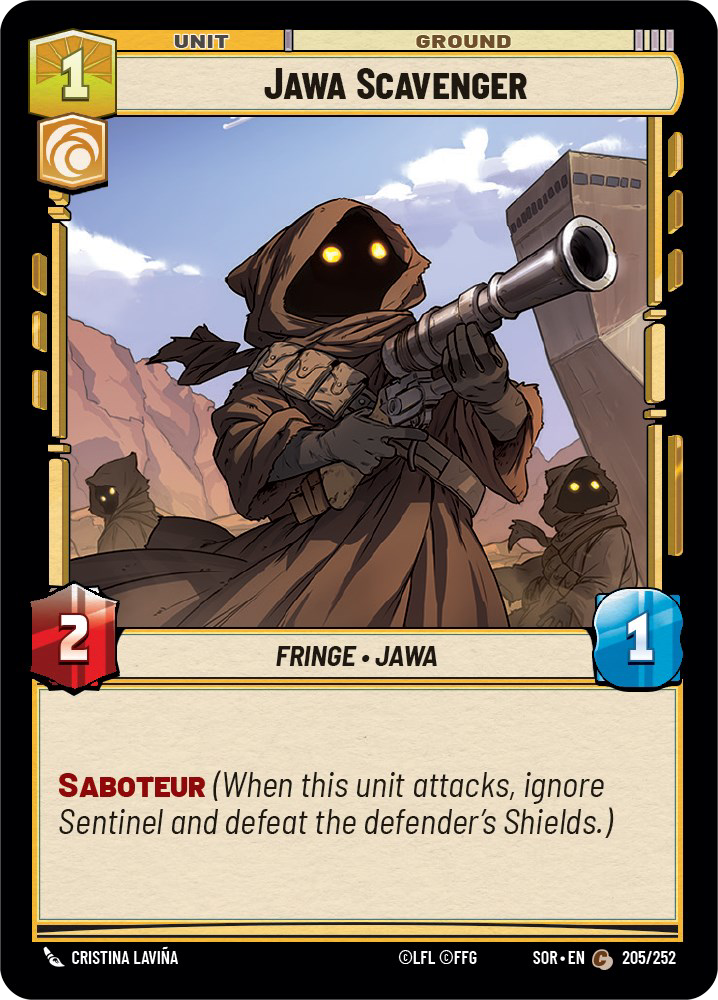 UNIT
GROUND
1
JAWA SCAVENGER
2
1
FRINGE • JAWA
SABOTEUR (When this unit attacks, ignore
Sentinel and defeat the defender's Shields.)
CRISTINA LAVIÑA
©LFL ©FFG
SOR • EN C 205/252